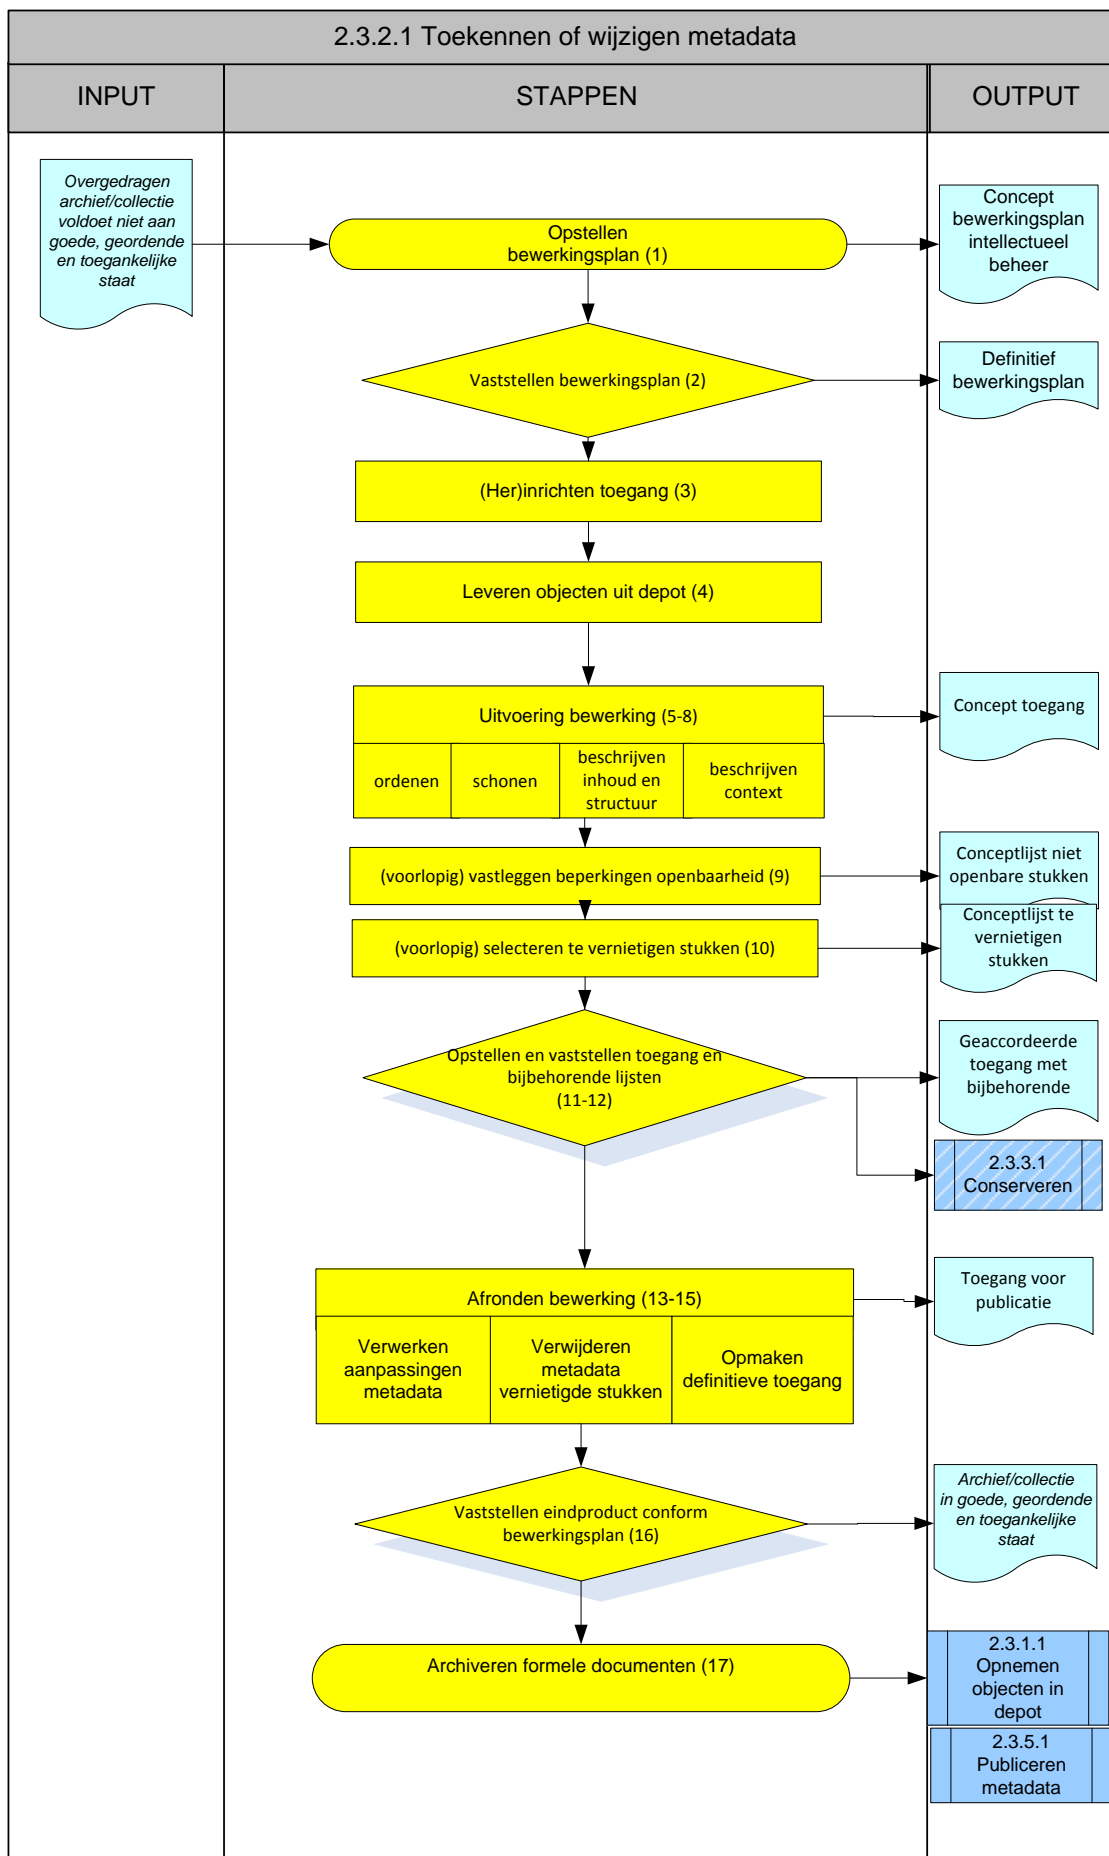 2.3.2.1 Toekennen of wijzigen metadata
INPUT
STAPPEN
OUTPUT
Overgedragen
archief/collectie
voldoet niet aan
goede, geordende
en toegankelijke
staat
Opstellen
bewerkingsplan (1)
Concept
bewerkingsplan
intellectueel
beheer
Vaststellen bewerkingsplan (2)
Definitief
bewerkingsplan
(Her)inrichten toegang (3)
Leveren objecten uit depot (4)
Uitvoering bewerking (5-8)
Concept toegang
ordenen
schonen
beschrijven
inhoud en
structuur
beschrijven
context
(voorlopig) vastleggen beperkingen openbaarheid (9)
Conceptlijst niet
openbare stukken
(voorlopig) selecteren te vernietigen stukken (10)
Conceptlijst te
vernietigen
stukken
Opstellen en vaststellen toegang en
bijbehorende lijsten
(11-12)
Geaccordeerde
toegang met
bijbehorende
2.3.3.1
Conserveren
Afronden bewerking (13-15)
Toegang voor
publicatie
Verwerken
aanpassingen
metadata
Verwijderen
metadata
vernietigde stukken
Opmaken
definitieve toegang
Vaststellen eindproduct conform
bewerkingsplan (16)
Archief/collectie
in goede, geordende
en toegankelijke
staat
Archiveren formele documenten (17)
2.3.1.1
Opnemen
objecten in
depot
2.3.5.1
Publiceren
metadata